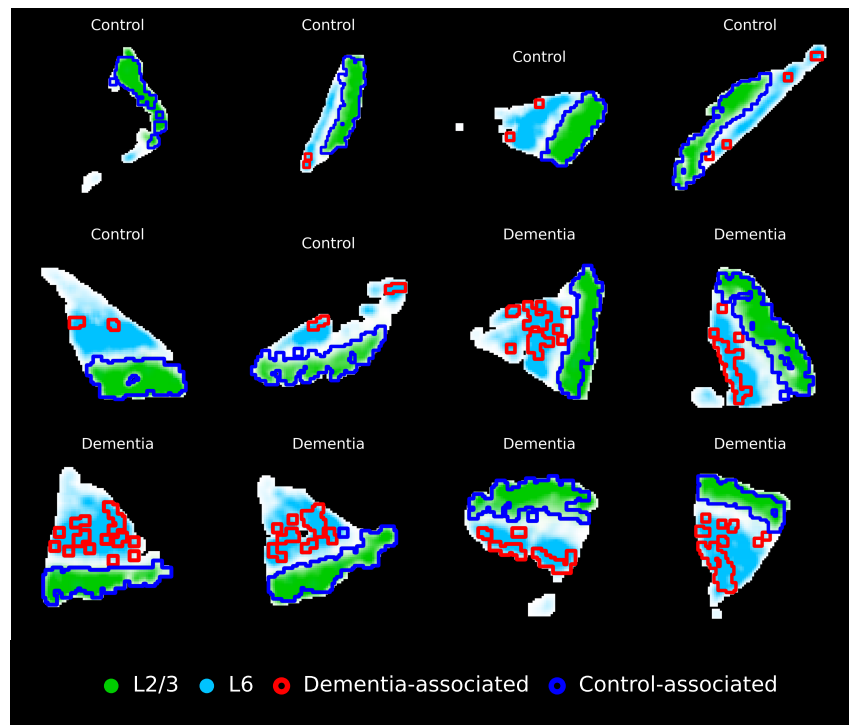 Control
Control
Control
Control
Control
Control
Dementia
Dementia
Dementia
Dementia
Dementia
Dementia
L2/3 L6 Dementia-associated Control-associated